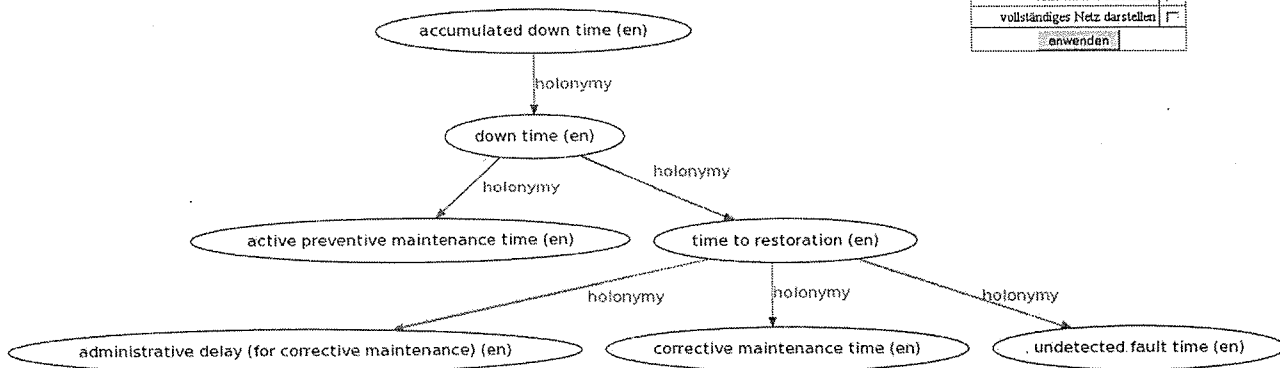 vollständiges Netz darstellen
anwenden
accumulated down time (en)
holonymy
down time (en)
holonymy
holonymy
active preventive maintenance time (en)
time to restoration (en)
holonymy
holonymy
holonymy
administrative delay (for corrective maintenance) (en)
corrective maintenance time (en)
undetected fault time (en)